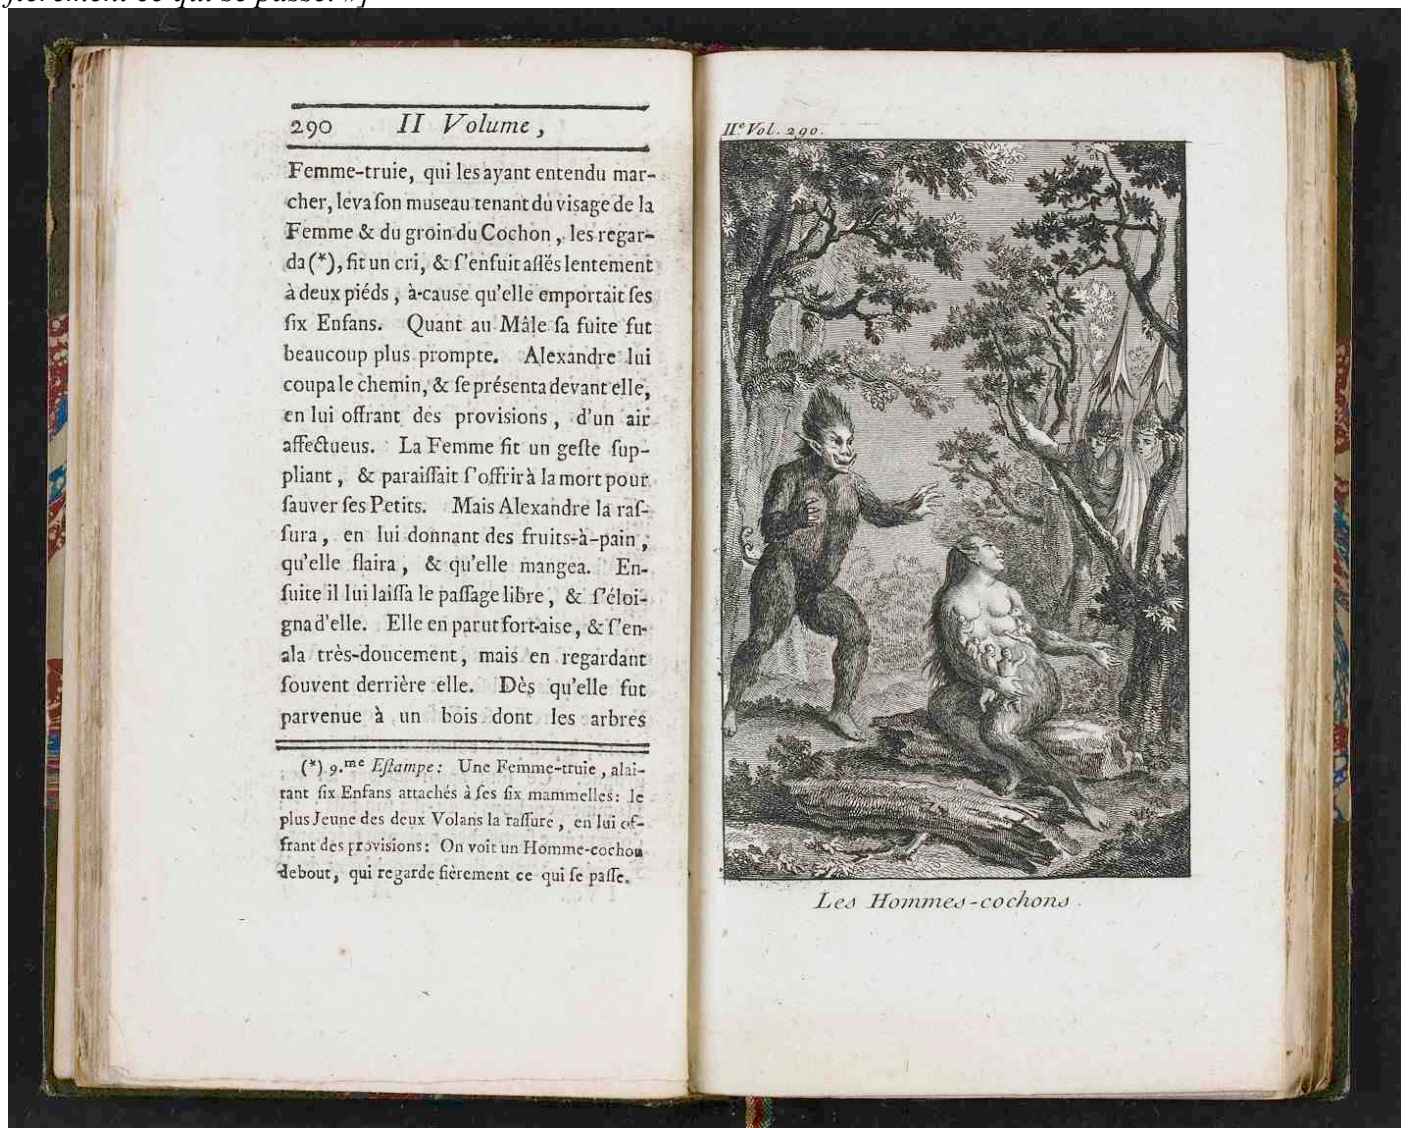 fièrement ce qui se passe. »]
290 II Volume,
Femme-truie, qui les ayant entendu mar-
cher, leva ſon museau tenant du visage de la
Femme & du groin du Cochon, les regar-
da (*), fit un cri, & ſ'enfuit aſſés lentement
à deux piéds, à-cause qu'elle emportait ſes
ſix Enfans. Quant au Mâle ſa fuite fut
beaucoup plus prompte. Alexandre lui
coupa le chemin, & ſe préſenta devant elle,
en lui offrant des provisions, d'un air
affectueus. La Femme fit un geſte ſup-
pliant, & paraiſſait ſ'offrir à la mort pour
ſauver ſes Petits. Mais Alexandre la raſ-
ſura, en lui donnant des fruits-à-pain,
qu'elle flaira, & qu'elle mangea. En-
ſuite il lui laiſſa le paſſage libre, & ſ'éloi-
gna d'elle. Elle en parut fort-aise, & ſ'en-
ala très-doucement, mais en regardant
ſouvent derrière elle. Dès qu'elle fut
parvenue à un bois dont les arbres
(*) 9.me Eſtampe: Une Femme-truie, alai-
tant ſix Enfans attachés à ſes ſix mammelles: le
plus Jeune des deux Volans la raſſure, en lui of-
frant des provisions: On voit un Homme-cochon
debout, qui regarde fièrement ce qui ſe paſſe.
IIe Vol. 290.
Les Hommes-cochons.